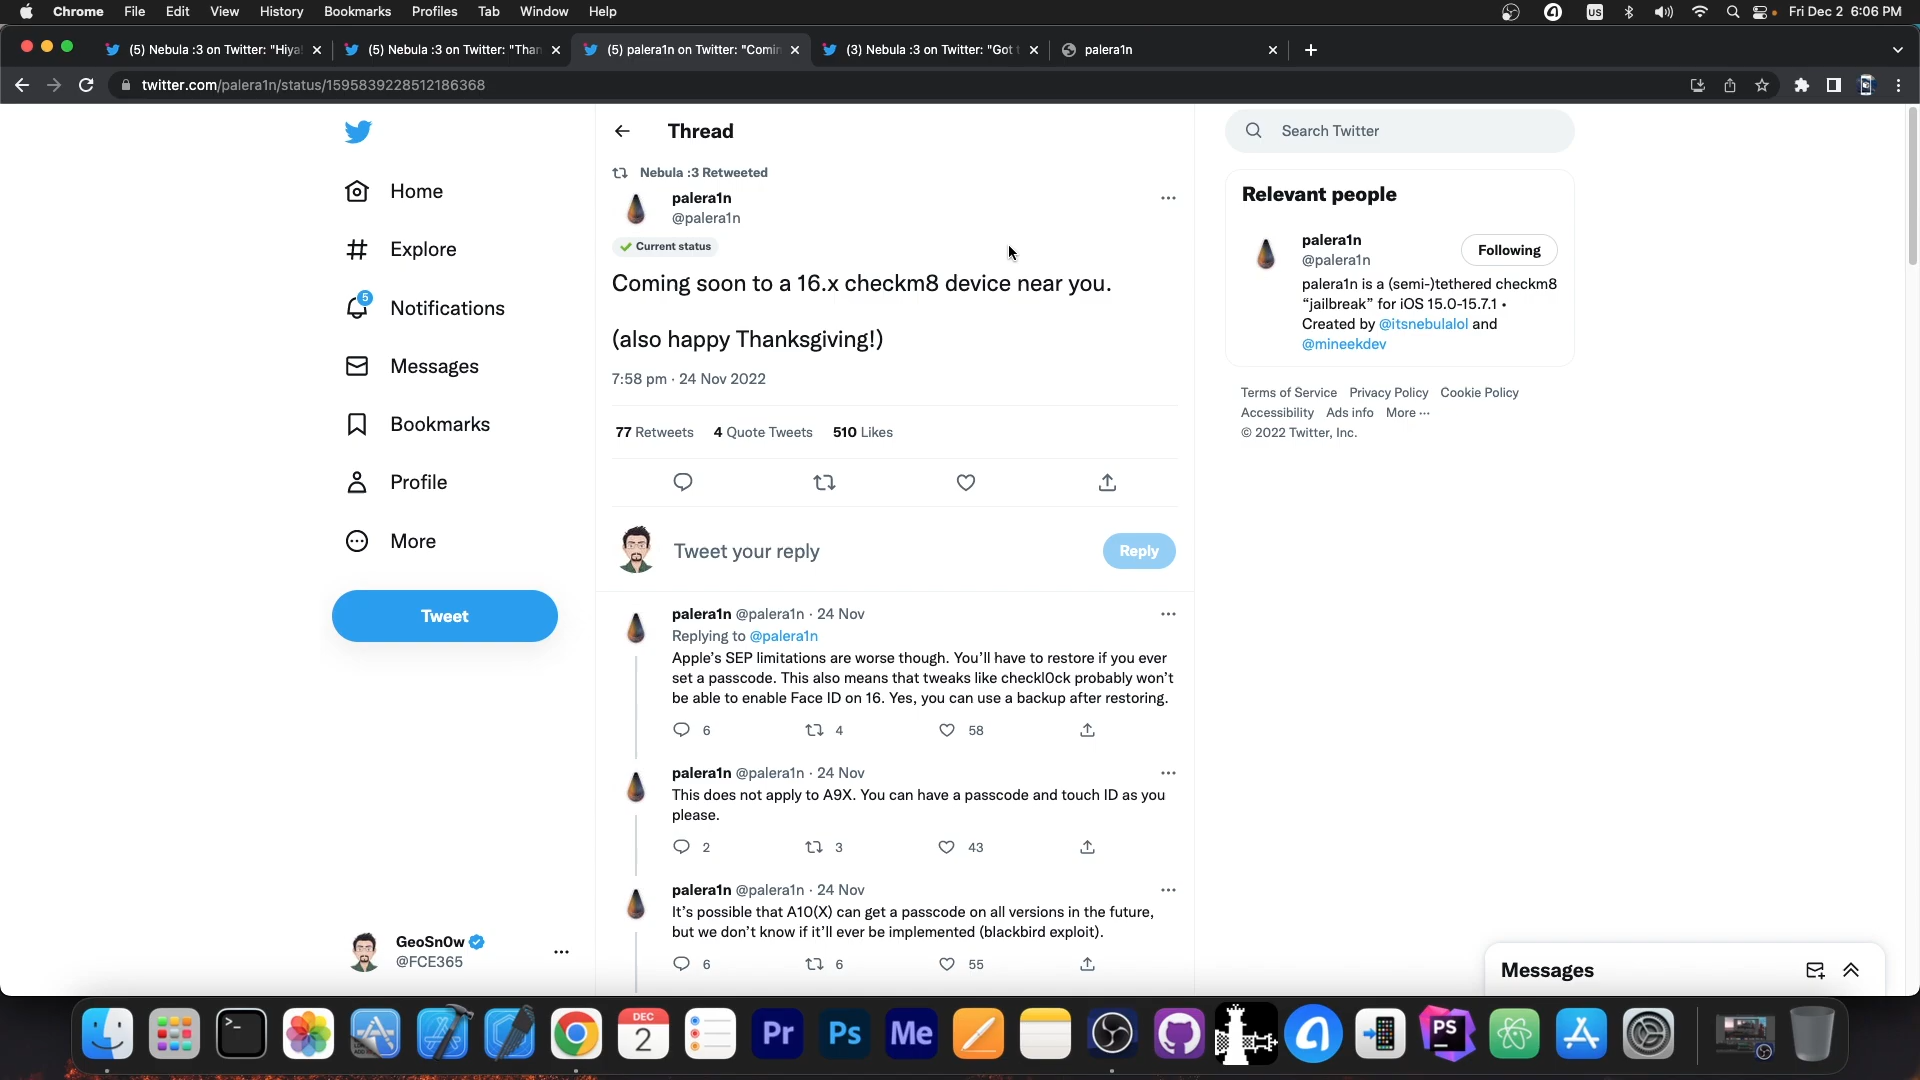 Chrome File Edit View History Bookmarks Profiles Tab Window Help US Fri Dec 2 6:06 PM
(5) Nebula :3 on Twitter: "Hiya! (5) Nebula :3 on Twitter: "Than (5) palera1n on Twitter: "Comin (3) Nebula :3 on Twitter: "Got t palera1n
twitter.com/palera1n/status/1595839228512186368
Home
Explore
5
Notifications
Messages
Bookmarks
Profile
More
Tweet
GeoSn0w
@FCE365
Thread
Nebula :3 Retweeted
palera1n
@palera1n
Current status
Coming soon to a 16.x checkm8 device near you.
(also happy Thanksgiving!)
7:58 pm · 24 Nov 2022
77 Retweets 4 Quote Tweets 510 Likes
Tweet your reply
Reply
palera1n @palera1n · 24 Nov
Replying to @palera1n
Apple's SEP limitations are worse though. You'll have to restore if you ever
set a passcode. This also means that tweaks like checkl0ck probably won't
be able to enable Face ID on 16. Yes, you can use a backup after restoring.
6 4 58
palera1n @palera1n · 24 Nov
This does not apply to A9X. You can have a passcode and touch ID as you
please.
2 3 43
palera1n @palera1n · 24 Nov
It's possible that A10(X) can get a passcode on all versions in the future,
but we don't know if it'll ever be implemented (blackbird exploit).
6 6 55
Search Twitter
Relevant people
palera1n
@palera1n
Following
palera1n is a (semi-)tethered checkm8
"jailbreak" for iOS 15.0-15.7.1 •
Created by @itsnebulalol and
@mineekdev
Terms of Service Privacy Policy Cookie Policy
Accessibility Ads info More ···
© 2022 Twitter, Inc.
Messages
DEC
2
Pr
Ps
Me
PS